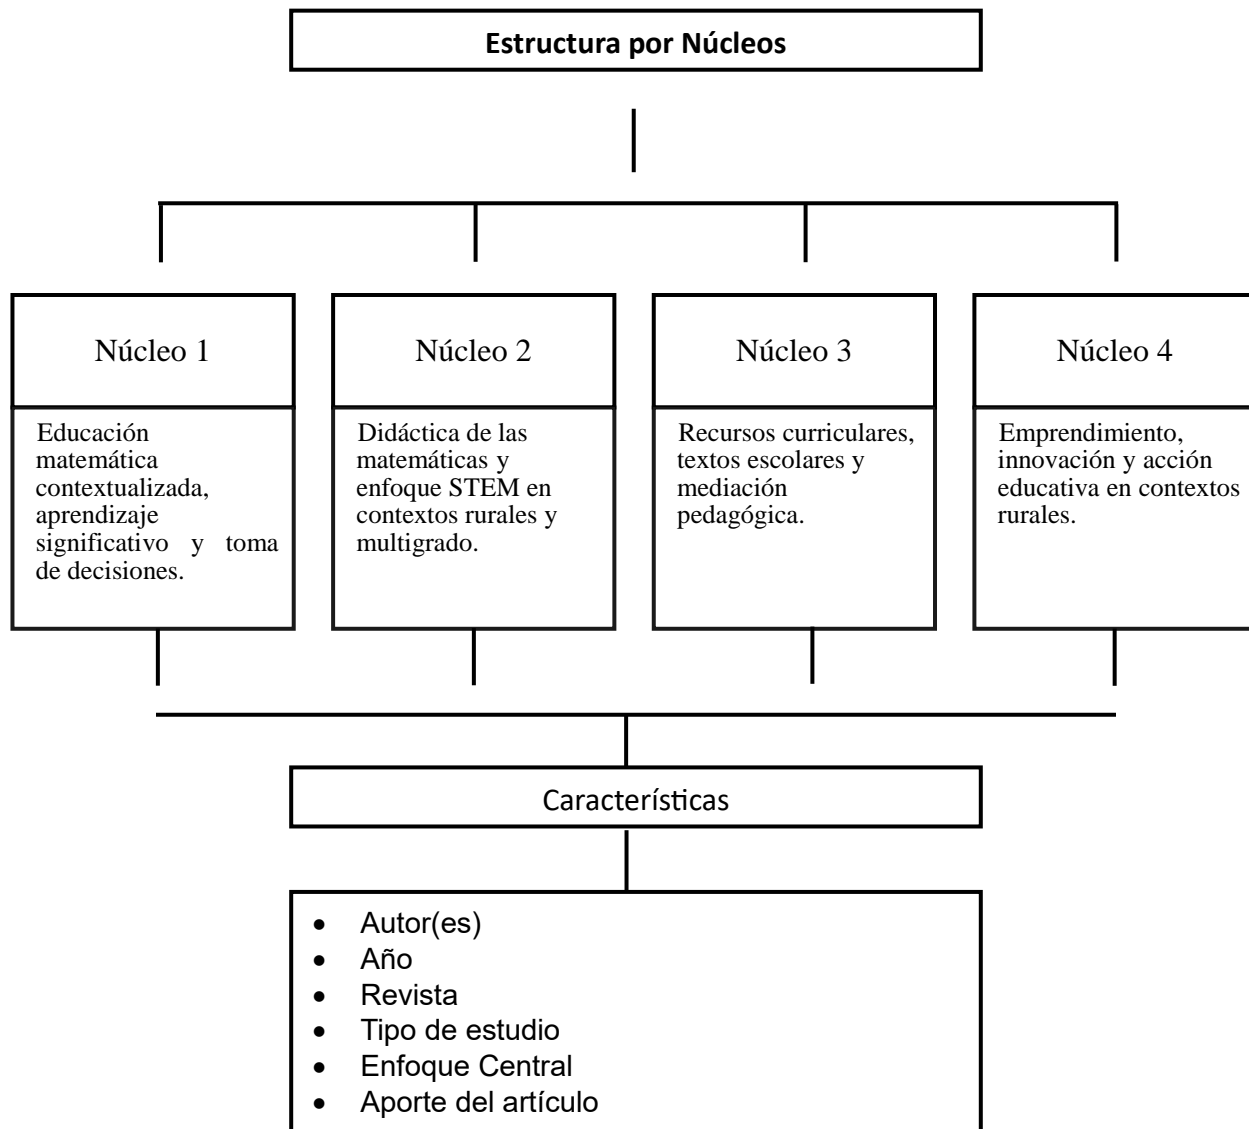 Estructura por Núcleos
Núcleo 1
Educación
matemática
contextualizada,
aprendizaje
significativo y toma
de decisiones.
Núcleo 2
Didáctica de las
matemáticas y
enfoque STEM en
contextos rurales y
multigrado.
Núcleo 3
Recursos curriculares,
textos escolares y
mediación
pedagógica.
Núcleo 4
Emprendimiento,
innovación y acción
educativa en contextos
rurales.
Característísticas
• Autor(es)
• Año
• Revista
• Tipo de estudio
• Enfoque Central
• Aporte del artículo